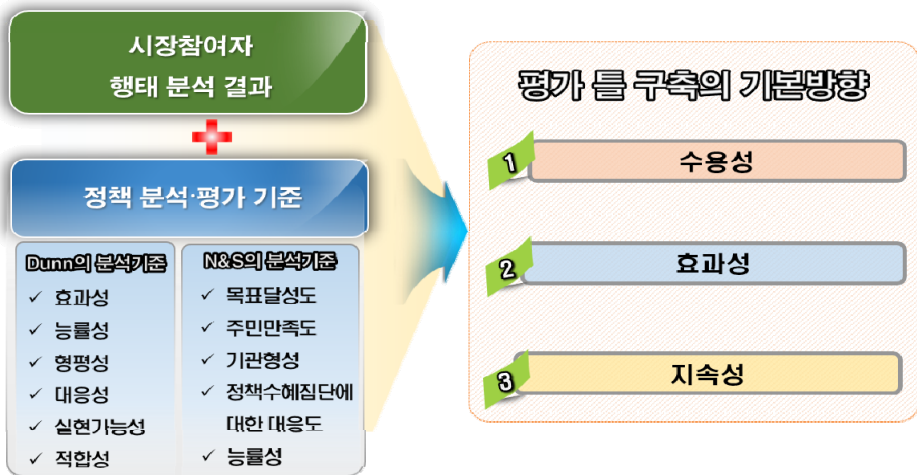 시장참여자
행태 분석 결과
정책 분석·평가 기준
Dunn의 분석기준
✓ 효과성
✓ 능률성
✓ 형평성
✓ 대응성
✓ 실현가능성
✓ 적합성
N&S의 분석기준
✓ 목표달성도
✓ 주민만족도
✓ 기관형성
✓ 정책수혜집단에
대한 대응도
✓ 능률성
평가 틀 구축의 기본방향
1 수용성
2 효과성
3 지속성